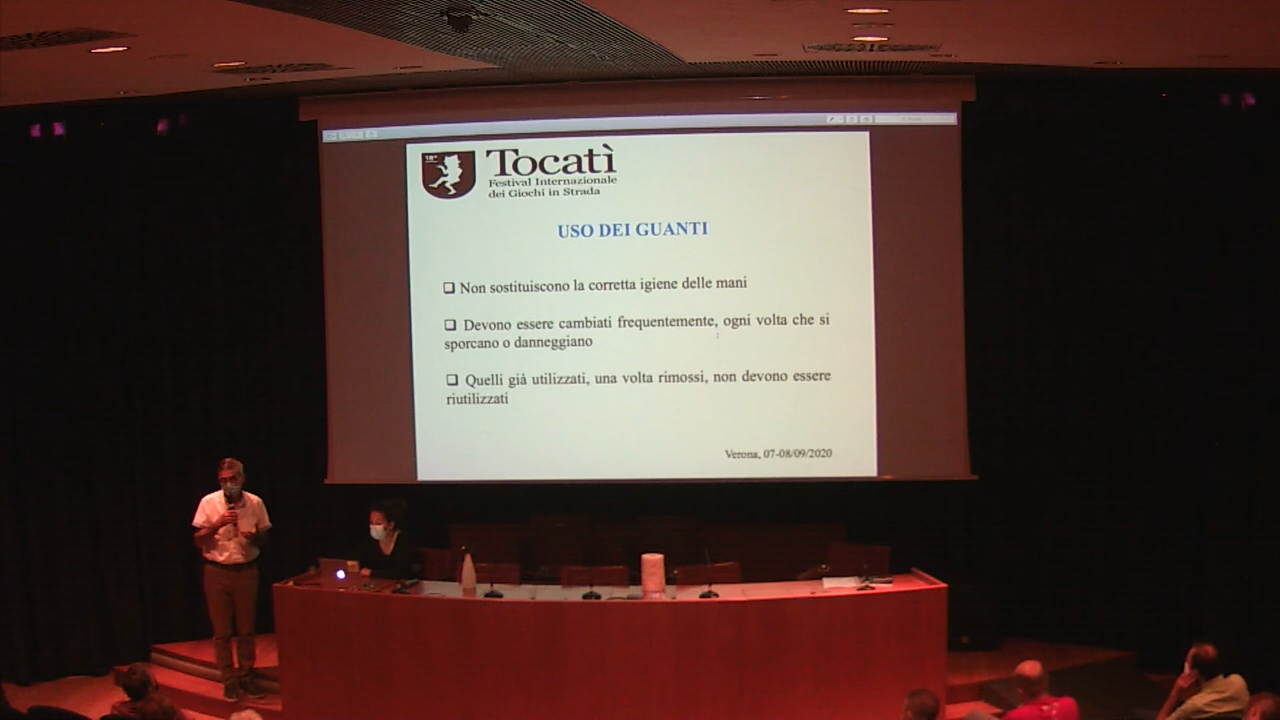 18°
Tocatì
Festival Internazionale
dei Giochi in Strada
USO DEI GUANTI
❑ Non sostituiscono la corretta igiene delle mani
❑ Devono essere cambiati frequentemente, ogni volta che si
sporcano o danneggiano
❑ Quelli già utilizzati, una volta rimossi, non devono essere
riutilizzati
Verona, 07-08/09/2020